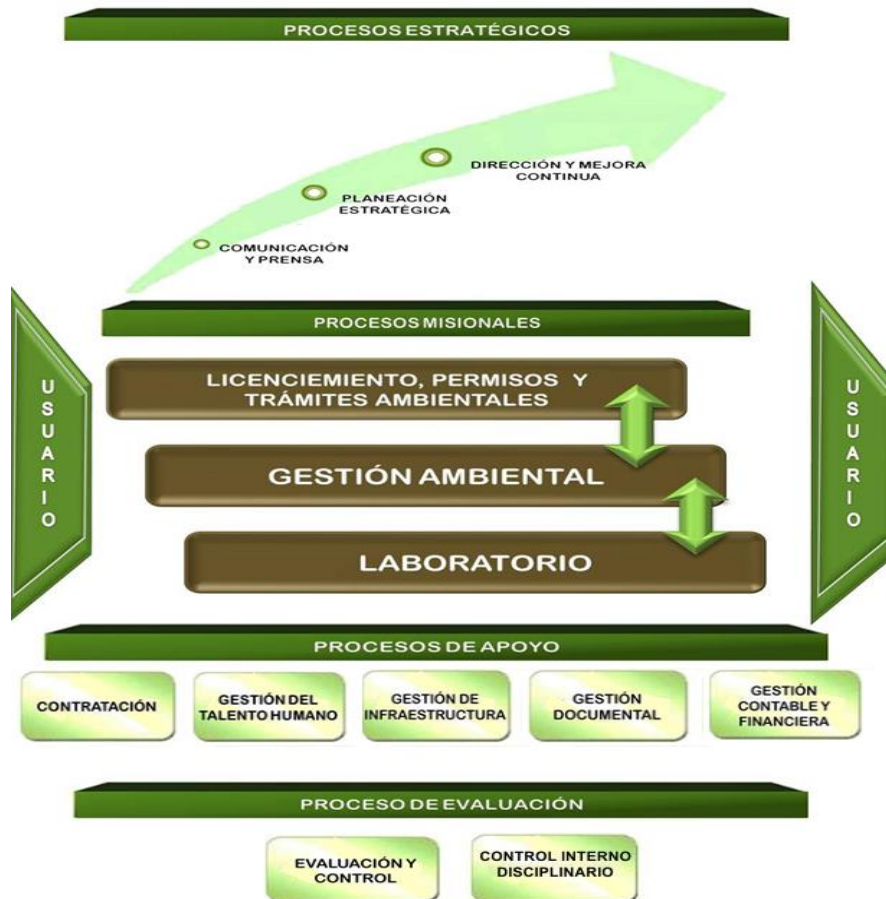 PROCESOS ESTRATÉGICOS
DIRECCIÓN Y MEJORA
CONTINUA
PLANEACIÓN
ESTRATÉGICA
COMUNICACIÓN
Y PRENSA
PROCESOS MISIONALES
USUARIO
LICENCIEMIENTO, PERMISOS Y
TRÁMITES AMBIENTALES
GESTIÓN AMBIENTAL
LABORATORIO
USUARIO
PROCESOS DE APOYO
CONTRATACIÓN
GESTIÓN DEL
TALENTO HUMANO
GESTIÓN DE
INFRAESTRUCTURA
GESTIÓN
DOCUMENTAL
GESTIÓN
CONTABLE Y
FINANCIERA
PROCESO DE EVALUACIÓN
EVALUACIÓN Y
CONTROL
CONTROL INTERNO
DISCIPLINARIO